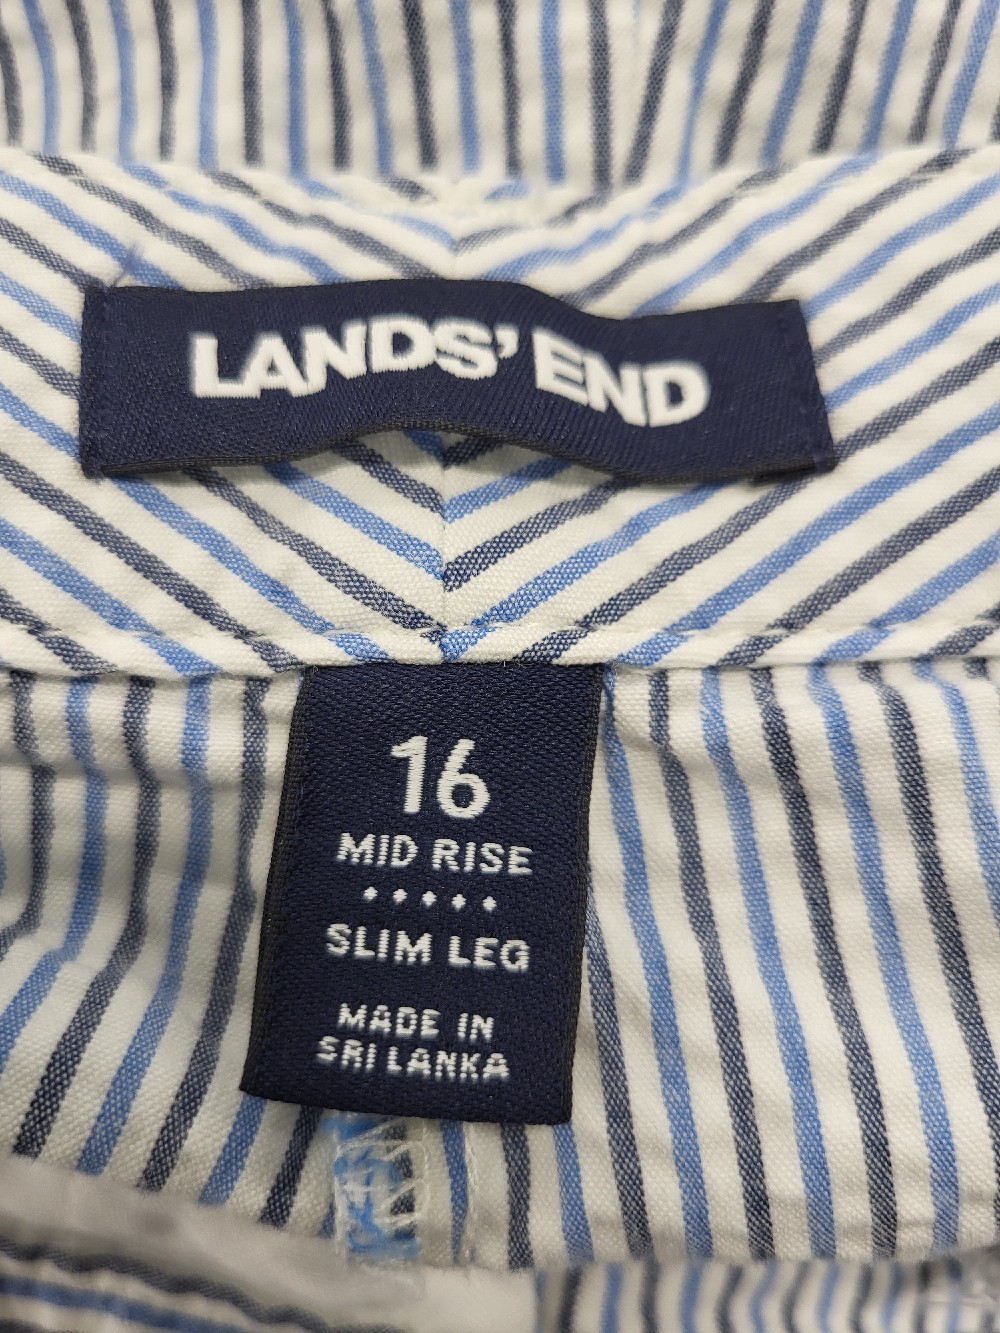 LANDS' END
16
MID RISE
SLIM LEG
MADE IN
SRI LANKA